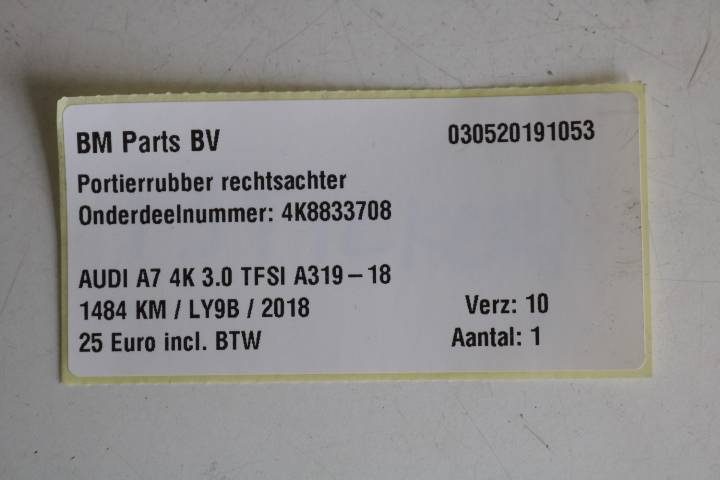 BM Parts BV 030520191053
Portierrubber rechtsachter
Onderdeelnummer: 4K8833708
AUDI A7 4K 3.0 TFSI A319-18
1484 KM / LY9B / 2018 Verz: 10
25 Euro incl. BTW Aantal: 1